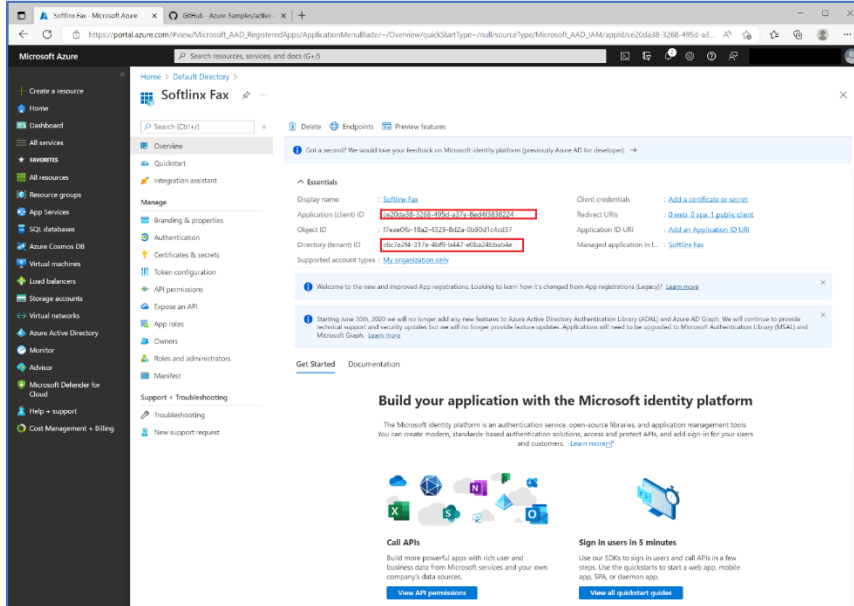 Softlinx Fax - Microsoft Azure
GitHub - Azure-Samples/active-
https://portal.azure.com/#view/Microsoft_AAD_RegisteredApps/ApplicationMenuBlade/~/Overview/quickStartType~/null/sourceType/Microsoft_AAD_IAM/appId/ce20da38-3268-495d-a3...
Microsoft Azure
Search resources, services, and docs (G+/)
Home > Default Directory >
Softlinx Fax
Create a resource
Home
Dashboard
All services
FAVORITES
All resources
Resource groups
App Services
SQL databases
Azure Cosmos DB
Virtual machines
Load balancers
Storage accounts
Virtual networks
Azure Active Directory
Monitor
Advisor
Microsoft Defender for
Cloud
Help + support
Cost Management + Billing
Search (Ctrl+/)
Overview
Quickstart
Integration assistant
Manage
Branding & properties
Authentication
Certificates & secrets
Token configuration
API permissions
Expose an API
App roles
Owners
Roles and administrators
Manifest
Support + Troubleshooting
Troubleshooting
New support request
Delete Endpoints Preview features
Got a second? We would love your feedback on Microsoft identity platform (previously Azure AD for developer). →
Essentials
Display name : Softlinx Fax
Application (client) ID : ce20da38-3268-495d-a37e-8ed4f3838224
Object ID : f7eae0fb-18a2-4329-8d2a-0b90d1c4cd37
Directory (tenant) ID : c6c7e2f4-317e-4bf9-b447-e0ba24bbab4e
Supported account types : My organization only
Client credentials : Add a certificate or secret
Redirect URIs : 0 web, 0 spa, 1 public client
Application ID URI : Add an Application ID URI
Managed application in l... : Softlinx Fax
Welcome to the new and improved App registrations. Looking to learn how it's changed from App registrations (Legacy)? Learn more
Starting June 30th, 2020 we will no longer add any new features to Azure Active Directory Authentication Library (ADAL) and Azure AD Graph. We will continue to provide
technical support and security updates but we will no longer provide feature updates. Applications will need to be upgraded to Microsoft Authentication Library (MSAL) and
Microsoft Graph. Learn more
Get Started Documentation
Build your application with the Microsoft identity platform
The Microsoft identity platform is an authentication service, open-source libraries, and application management tools.
You can create modern, standards-based authentication solutions, access and protect APIs, and add sign-in for your users
and customers. Learn more
Call APIs
Build more powerful apps with rich user and
business data from Microsoft services and your own
company's data sources.
View API permissions
Sign in users in 5 minutes
Use our SDKs to sign in users and call APIs in a few
steps. Use the quickstarts to start a web app, mobile
app, SPA, or daemon app.
View all quickstart guides